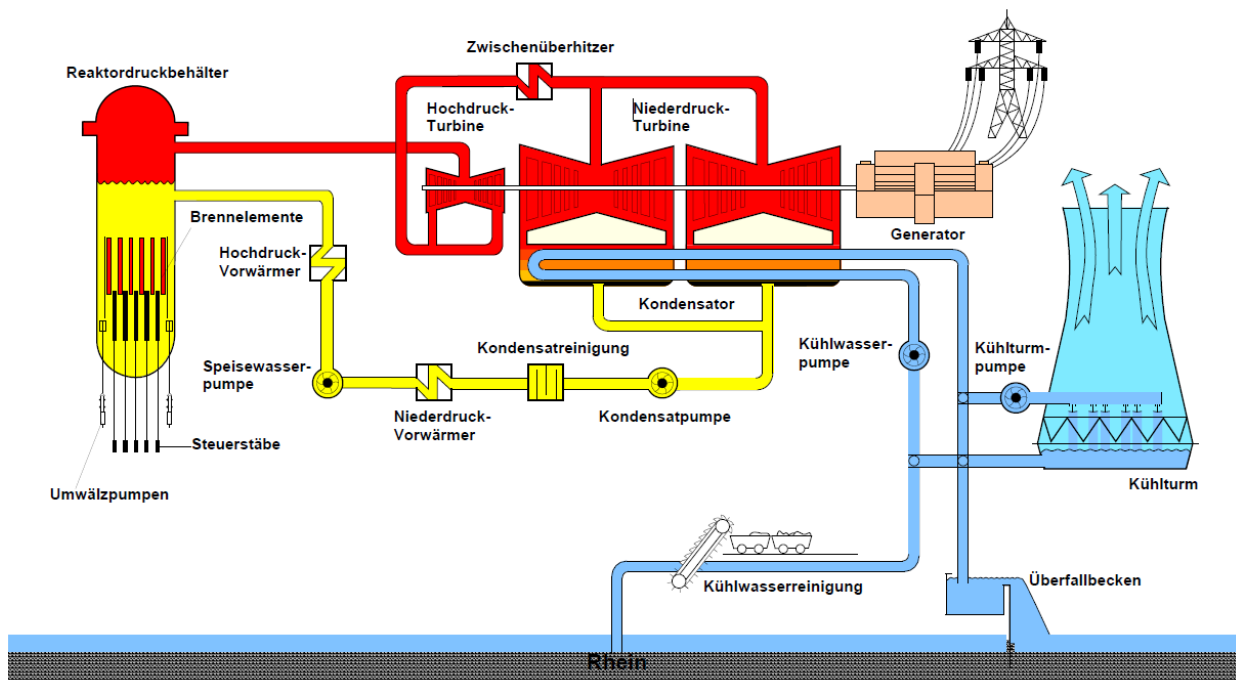 Zwischenüberhitzer
Reaktordruckbehälter
Hochdruck-
Turbine
Niederdruck-
Turbine
Brennelemente
Generator
Hochdruck-
Vorwärmer
Kondensator
Kühlwasser-
pumpe
Kühlturm-
pumpe
Kondensatreinigung
Speisewasser-
pumpe
Niederdruck-
Vorwärmer
Kondensatpumpe
Steuerstäbe
Umwälzpumpen
Kühlturm
Kühlwasserreinigung
Überfallbecken
Rhein